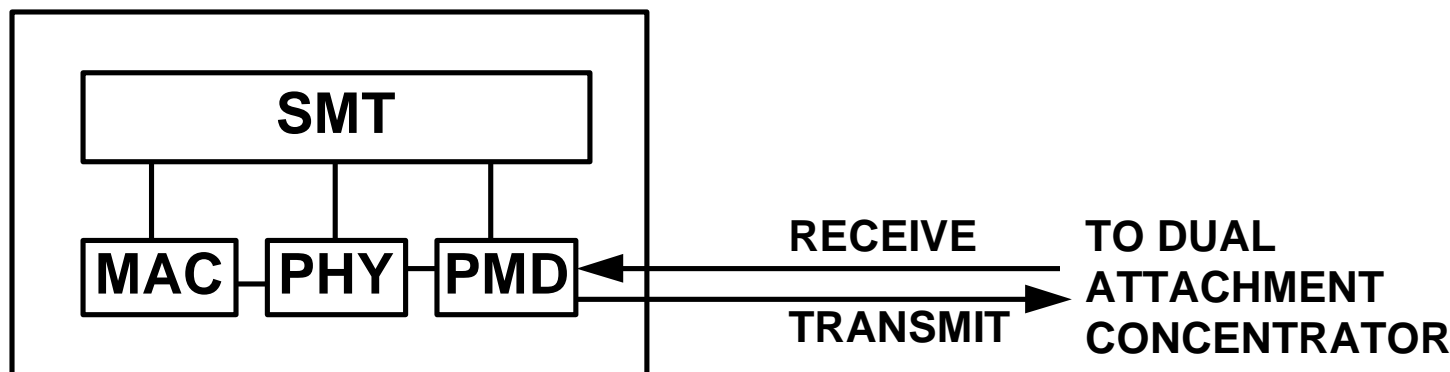 SMT
MAC PHY PMD
RECEIVE
TRANSMIT
TO DUAL
ATTACHMENT
CONCENTRATOR